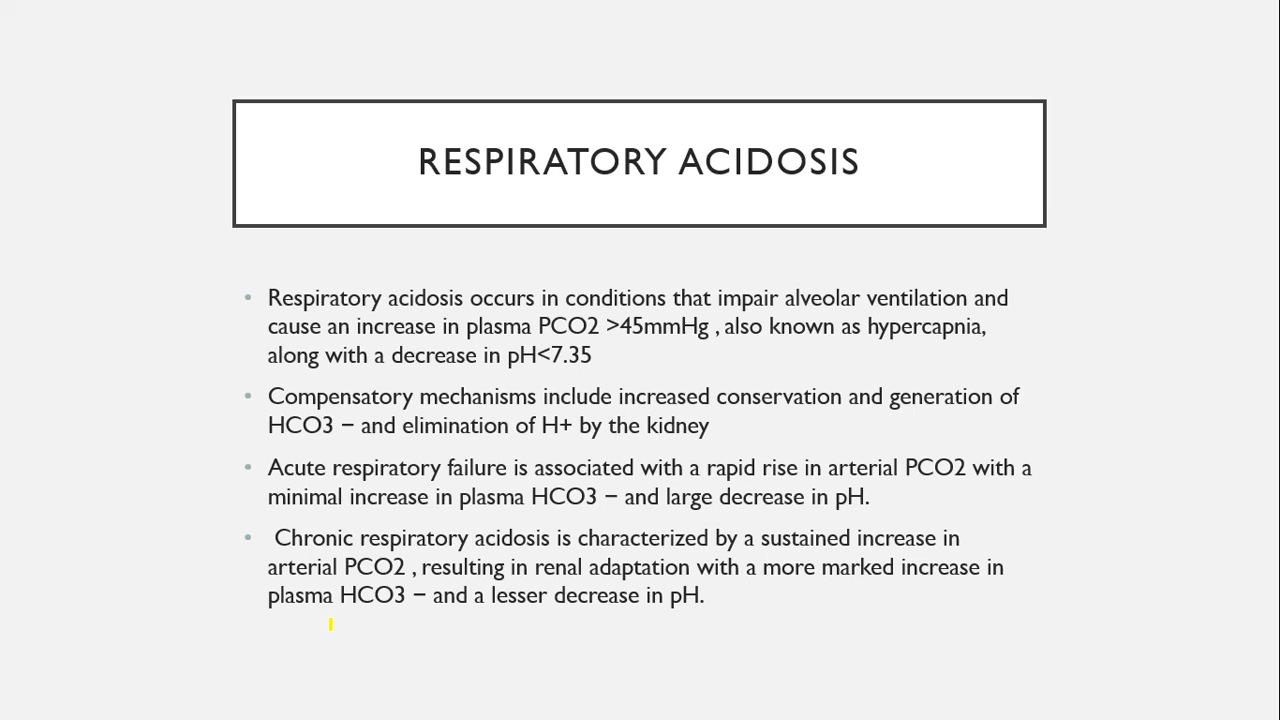 RESPIRATORY ACIDOSIS
• Respiratory acidosis occurs in conditions that impair alveolar ventilation and
cause an increase in plasma PCO2 >45mmHg , also known as hypercapnia,
along with a decrease in pH<7.35
• Compensatory mechanisms include increased conservation and generation of
HCO3 − and elimination of H+ by the kidney
• Acute respiratory failure is associated with a rapid rise in arterial PCO2 with a
minimal increase in plasma HCO3 − and large decrease in pH.
• Chronic respiratory acidosis is characterized by a sustained increase in
arterial PCO2 , resulting in renal adaptation with a more marked increase in
plasma HCO3 − and a lesser decrease in pH.